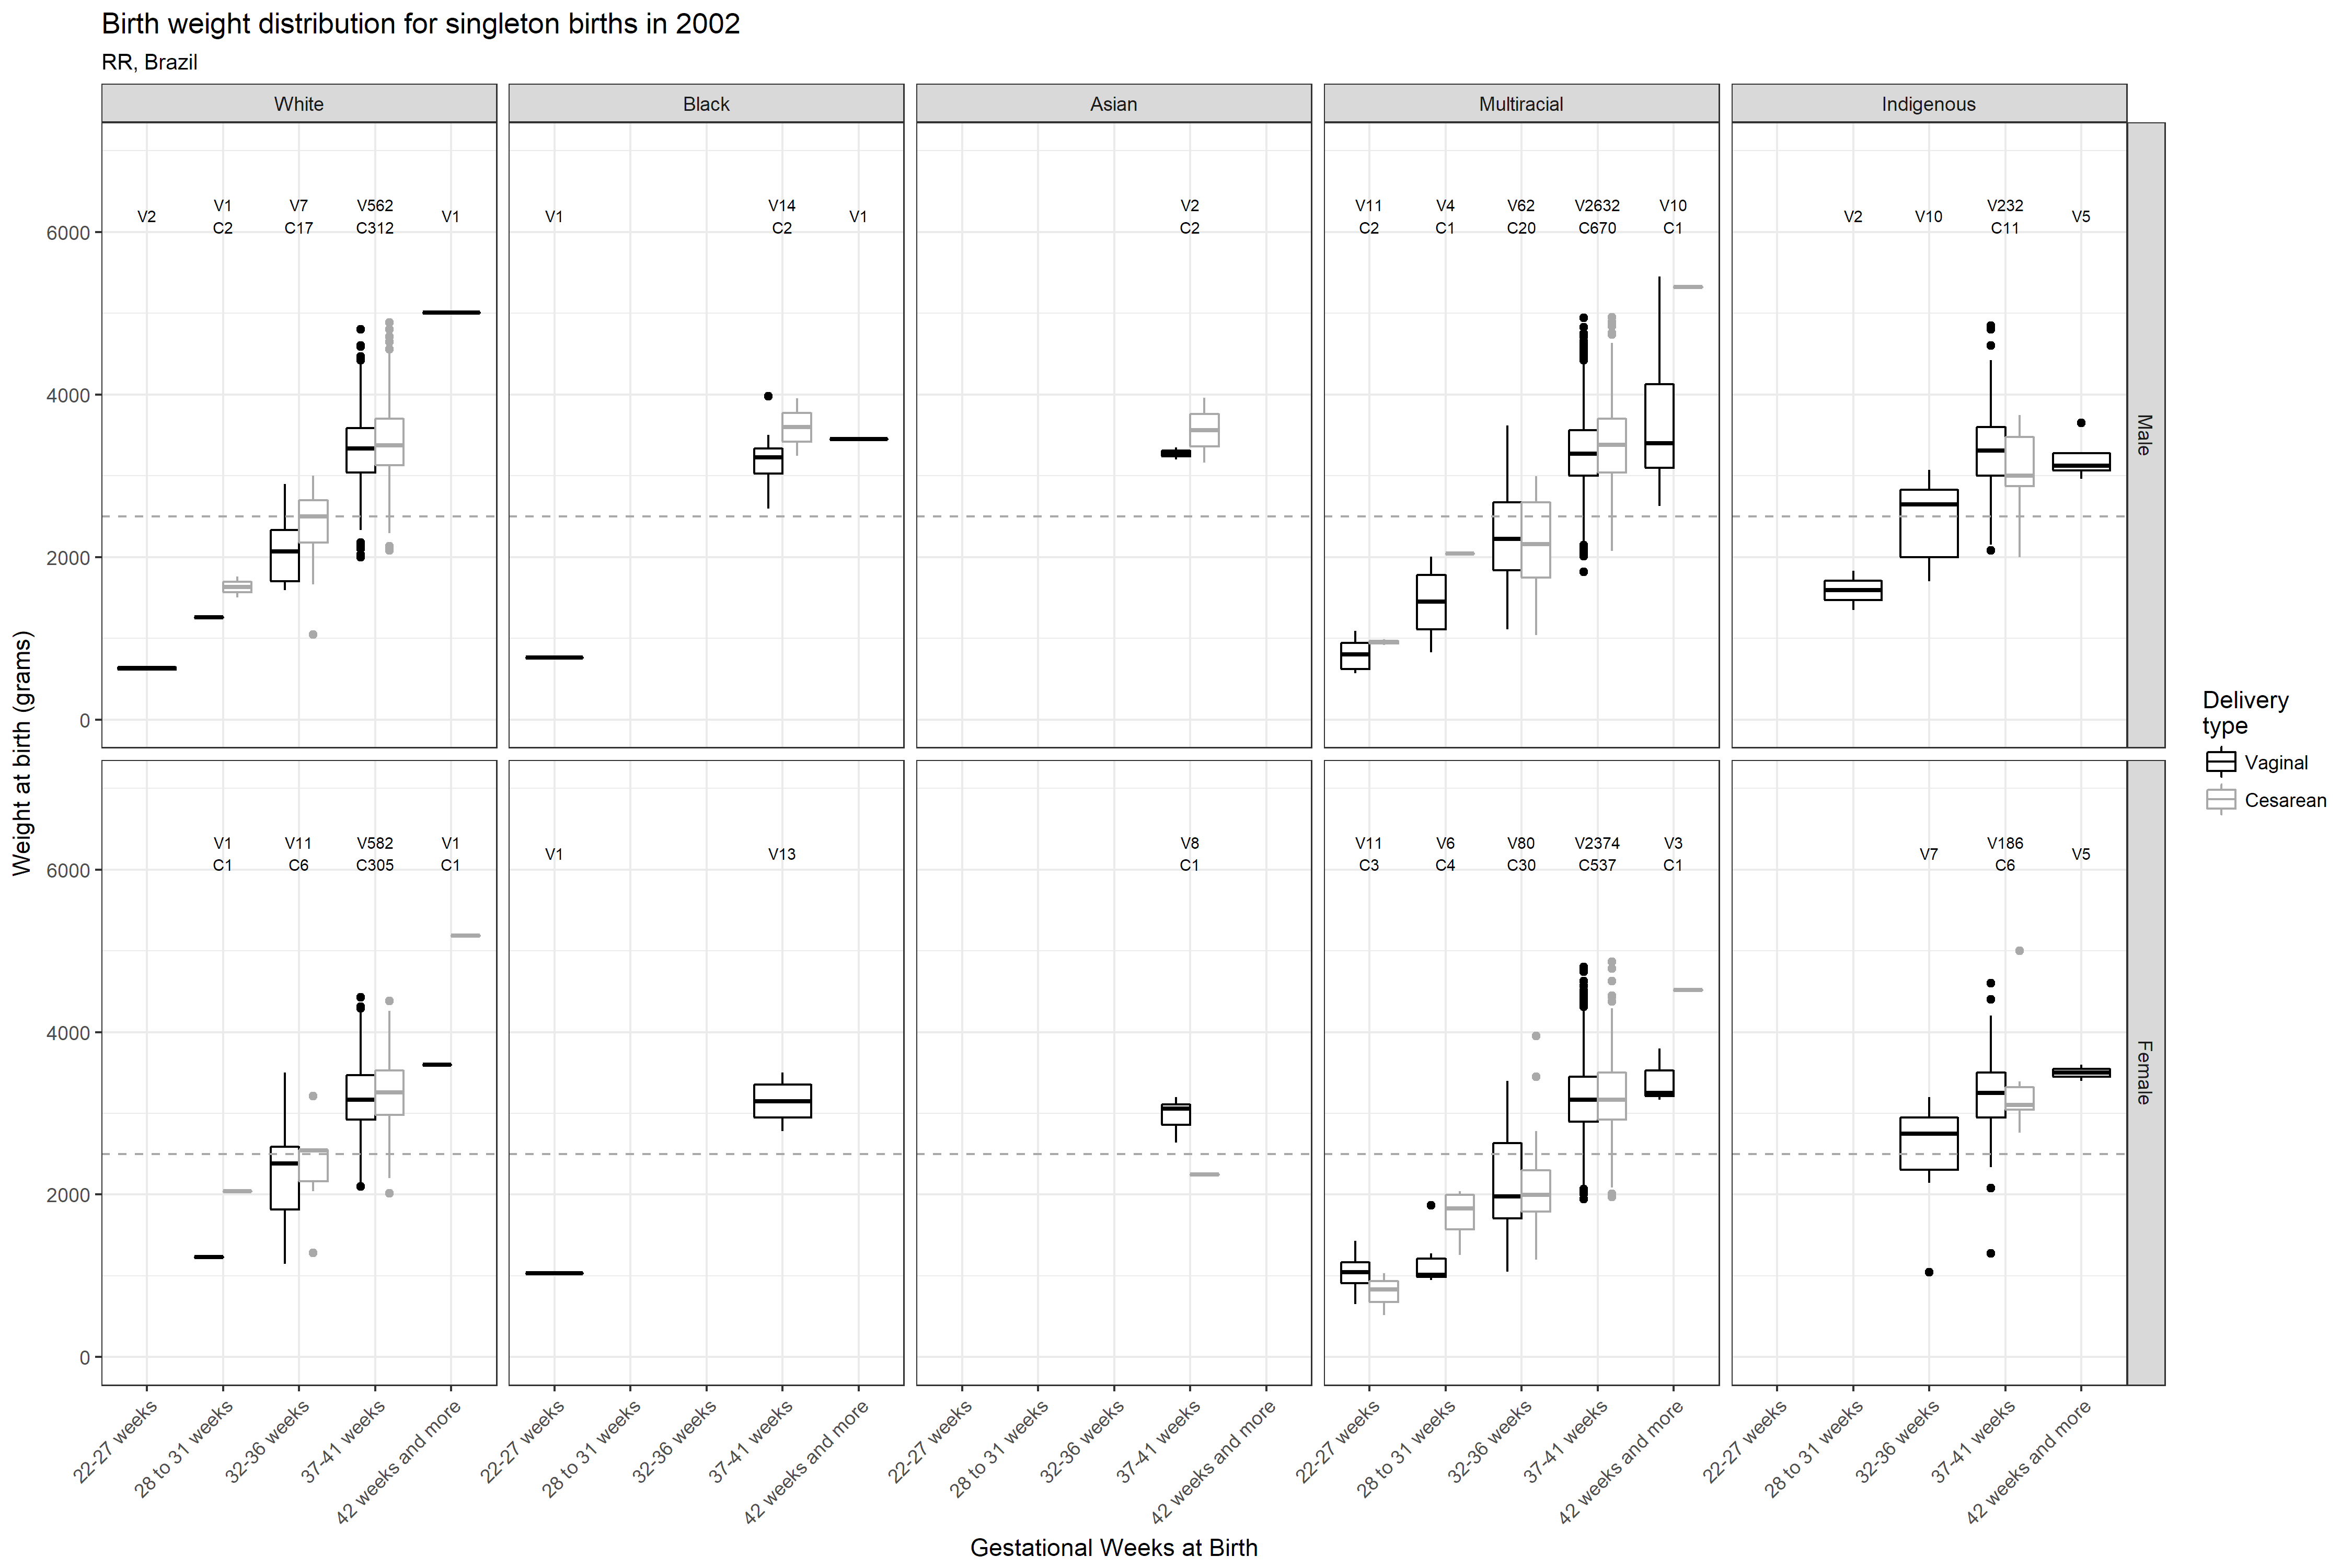 Birth weight distribution for singleton births in 2002
RR, Brazil
White
Black
Asian
Multiracial
Indigenous
V2
V1
C2
V7
C17
V562
C312
V1
V1
V14
C2
V1
V2
C2
V11
C2
V4
C1
V62
C20
V2632
C670
V10
C1
V2
V10
V232
C11
V5
6000
4000
2000
0
Male
V1
C1
V11
C6
V582
C305
V1
C1
V1
V13
V8
C1
V11
C3
V6
C4
V80
C30
V2374
C537
V3
C1
V7
V186
C6
V5
6000
4000
2000
0
Female
Weight at birth (grams)
22-27 weeks
28 to 31 weeks
32-36 weeks
37-41 weeks
42 weeks and more
22-27 weeks
28 to 31 weeks
32-36 weeks
37-41 weeks
42 weeks and more
22-27 weeks
28 to 31 weeks
32-36 weeks
37-41 weeks
42 weeks and more
22-27 weeks
28 to 31 weeks
32-36 weeks
37-41 weeks
42 weeks and more
22-27 weeks
28 to 31 weeks
32-36 weeks
37-41 weeks
42 weeks and more
Gestational Weeks at Birth
Delivery
type
Vaginal
Cesarean